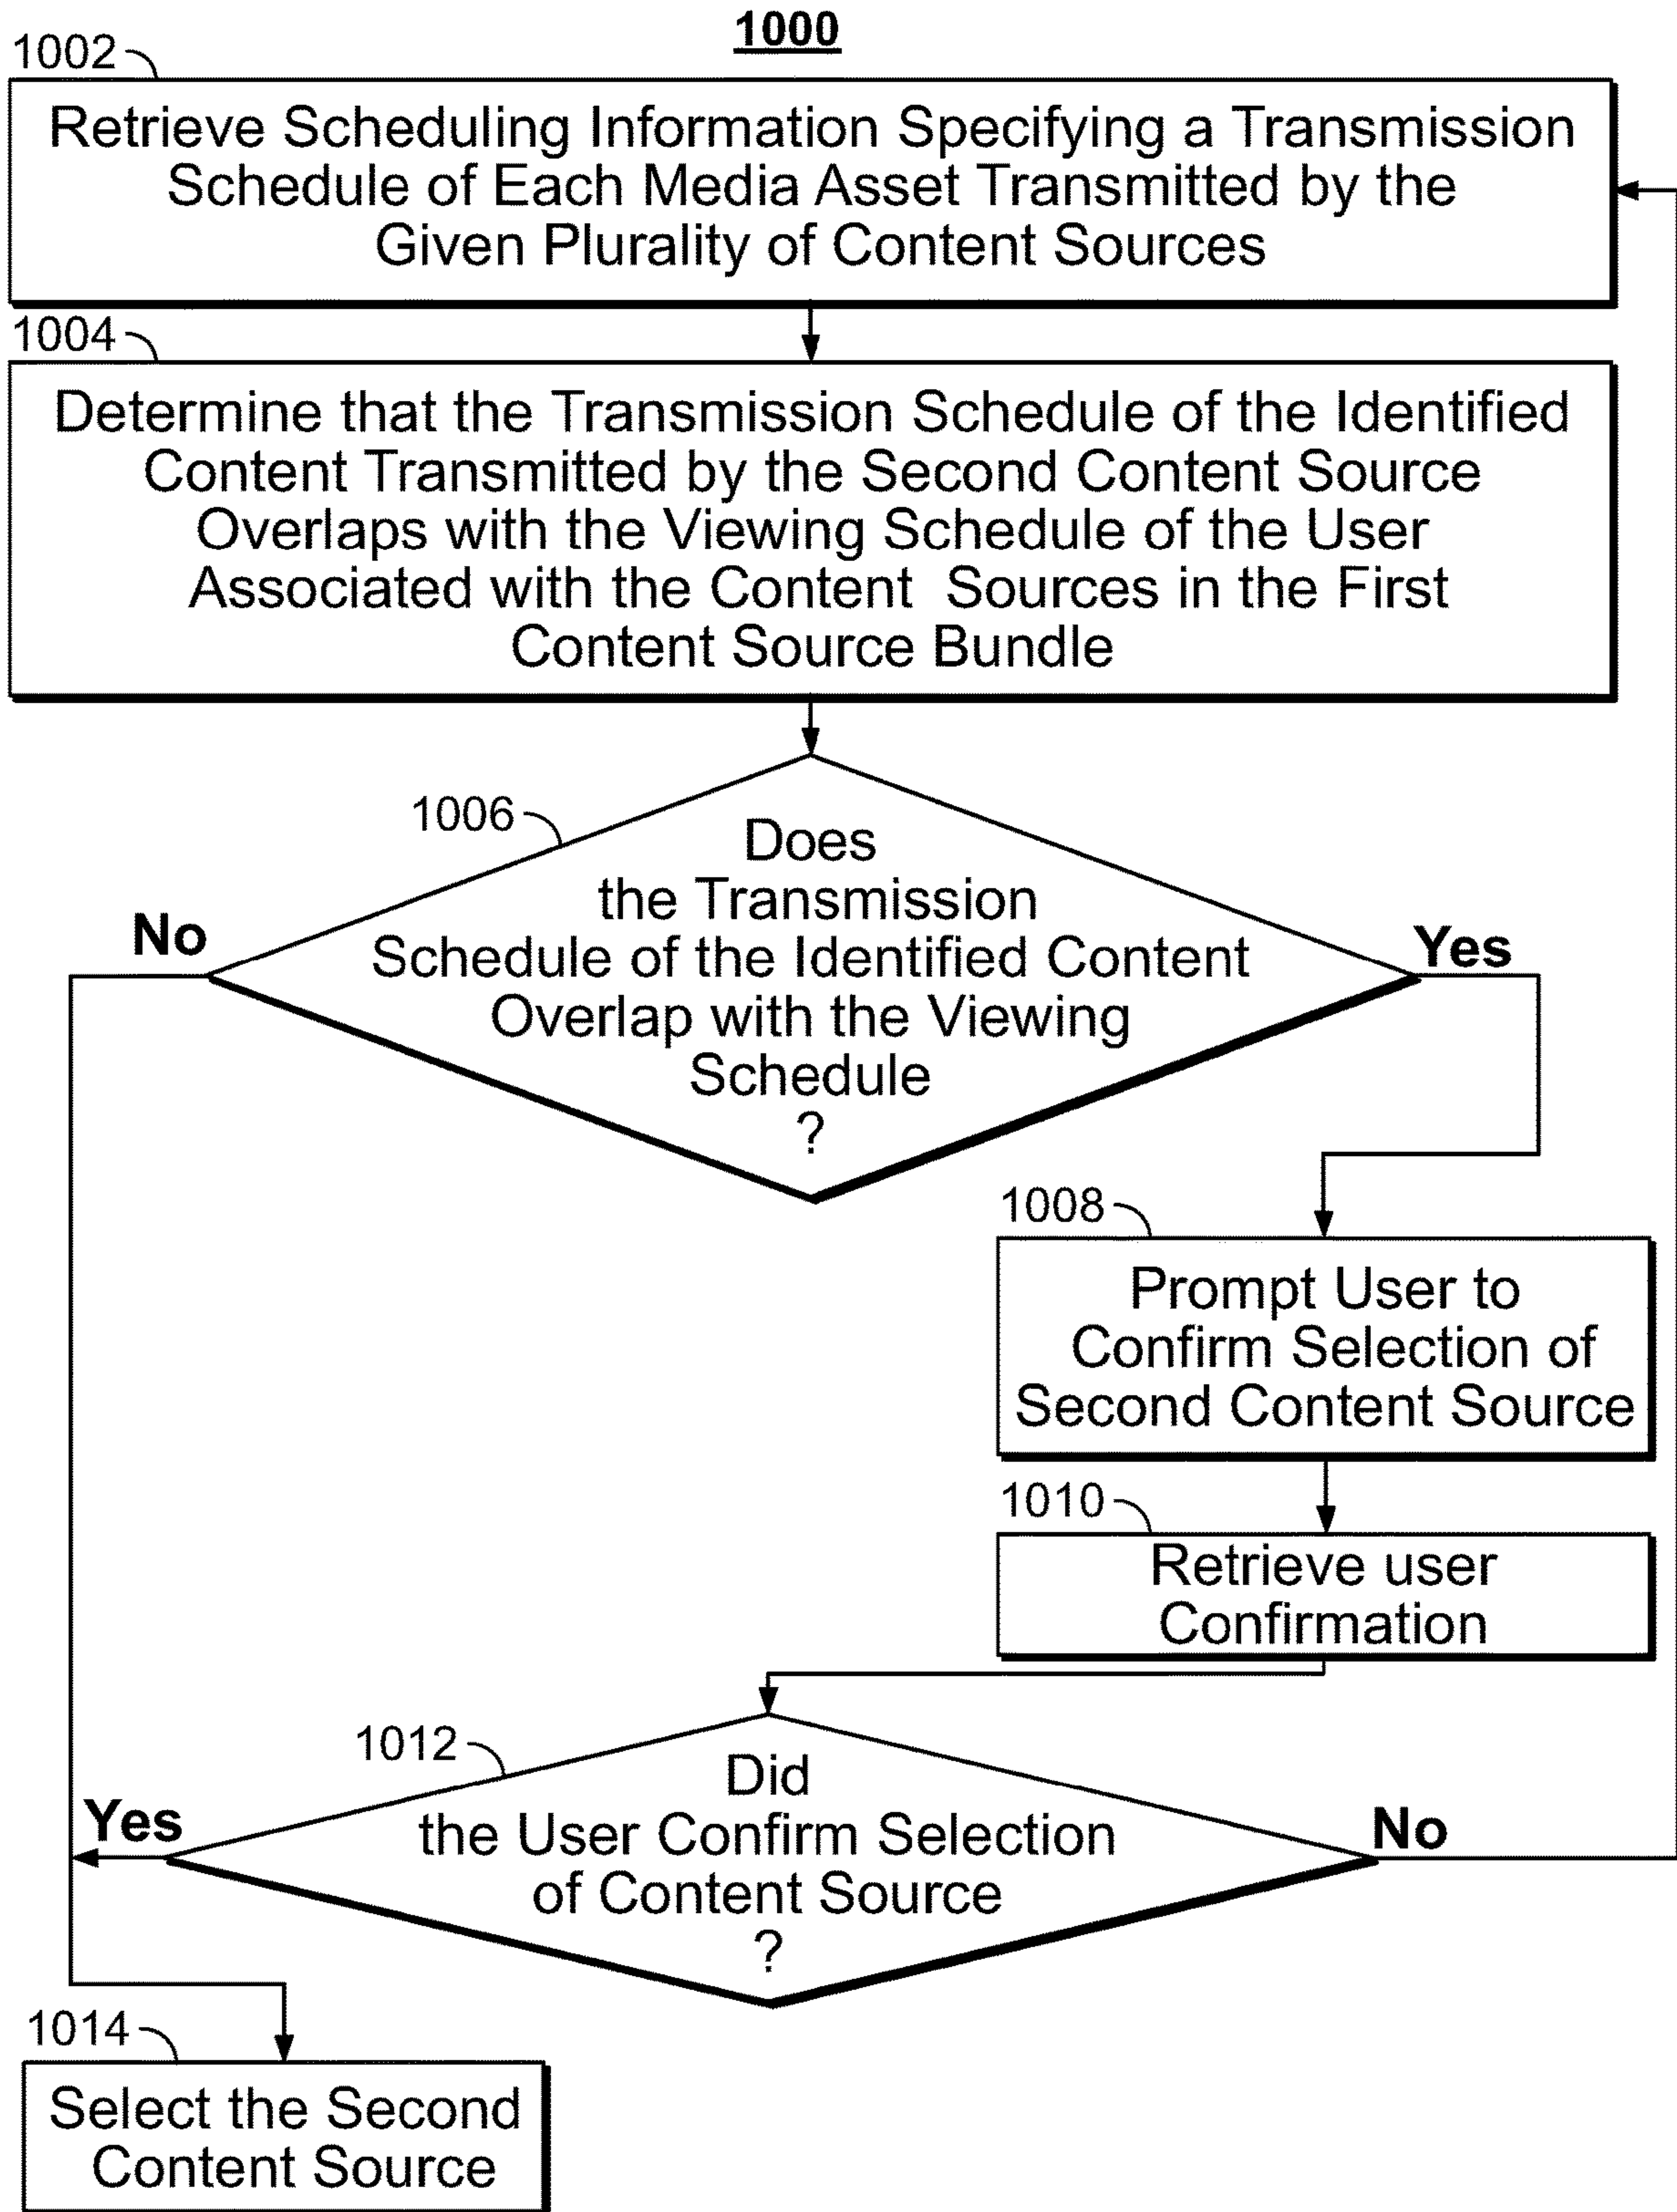 1000
1002
Retrieve Scheduling Information Specifying a Transmission
Schedule of Each Media Asset Transmitted by the
Given Plurality of Content Sources
1004
Determine that the Transmission Schedule of the Identified
Content Transmitted by the Second Content Source
Overlaps with the Viewing Schedule of the User
Associated with the Content Sources in the First
Content Source Bundle
1006
Does
the Transmission
Schedule of the Identified Content
Overlap with the Viewing
Schedule
?
No
Yes
1008
Prompt User to
Confirm Selection of
Second Content Source
1010
Retrieve user
Confirmation
1012
Did
the User Confirm Selection
of Content Source
?
Yes
No
1014
Select the Second
Content Source